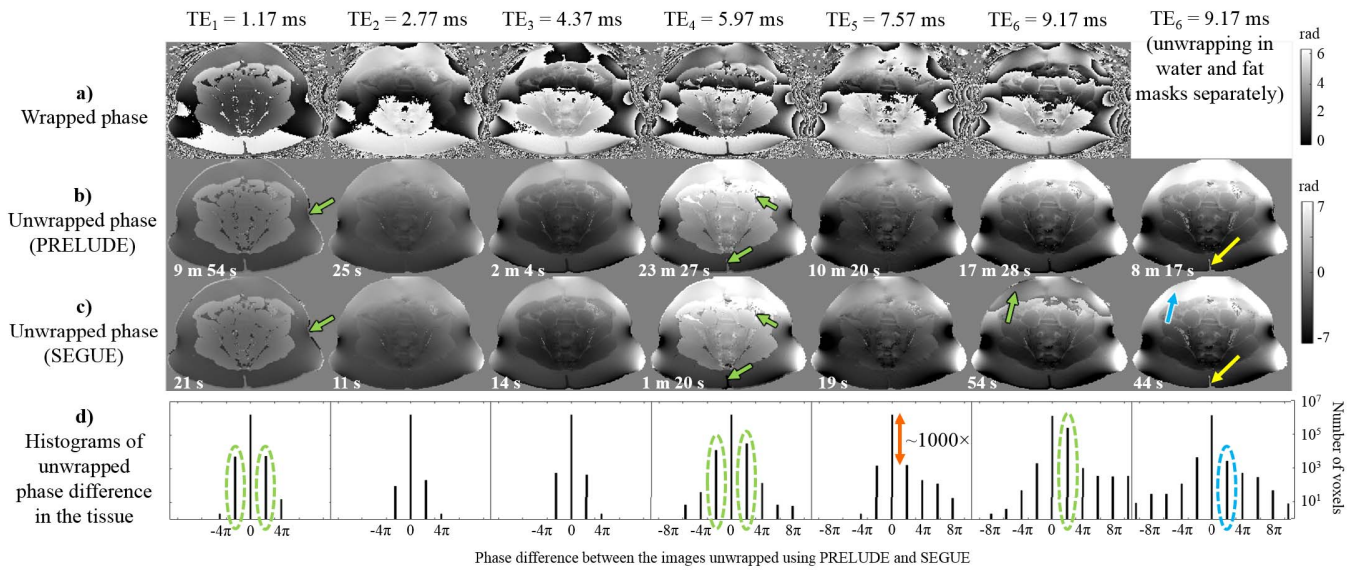 TE1 = 1.17 ms TE2 = 2.77 ms TE3 = 4.37 ms TE4 = 5.97 ms TE5 = 7.57 ms TE6 = 9.17 ms TE6 = 9.17 ms
(unwrapping in
water and fat
masks separately)
rad
6
4
2
0
a)
Wrapped phase
b)
Unwrapped phase
(PRELUDE)
9 m 54 s 25 s 2 m 4 s 23 m 27 s 10 m 20 s 17 m 28 s 8 m 17 s
rad
7
0
-7
c)
Unwrapped phase
(SEGUE)
21 s 11 s 14 s 1 m 20 s 19 s 54 s 44 s
d)
Histograms of
unwrapped
phase difference
in the tissue
~1000×
10^7
10^5
10^3
10^1
Number of voxels
-4π 0 4π -4π 0 4π -4π 0 4π -8π -4π 0 4π 8π -8π -4π 0 4π 8π -8π -4π 0 4π 8π -8π -4π 0 4π 8π
Phase difference between the images unwrapped using PRELUDE and SEGUE